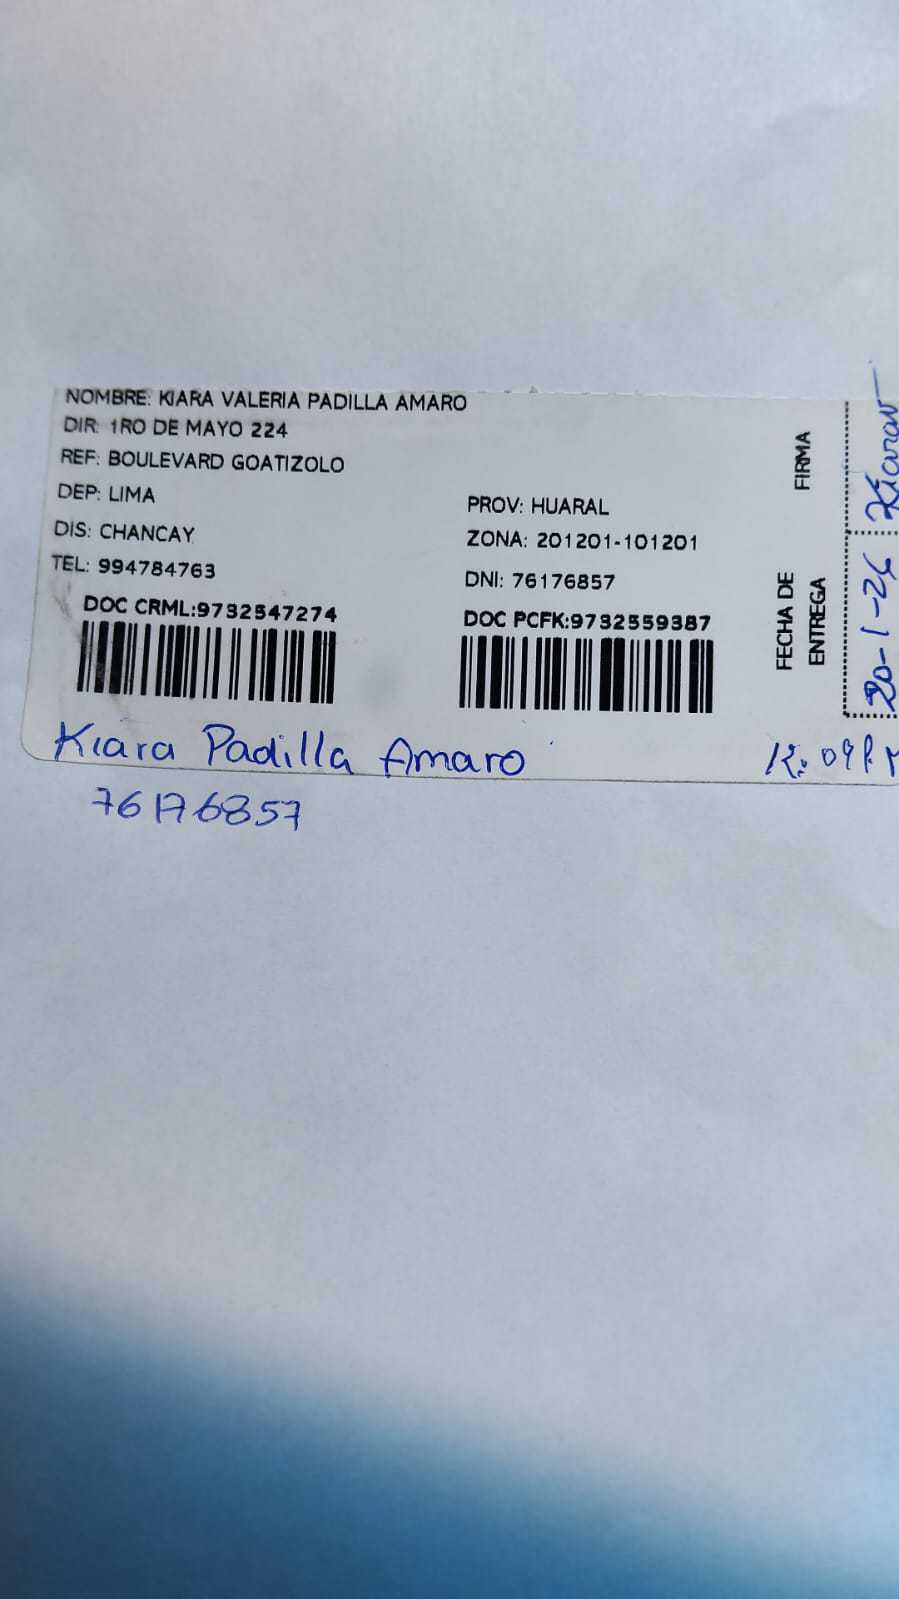 NOMBRE: KIARA VALERIA PADILLA AMARO
DIR: 1RO DE MAYO 224
REF: BOULEVARD GOATIZOLO
DEP: LIMA
PROV: HUARAL
DIS: CHANCAY
ZONA: 201201-101201
TEL: 994784763
DNI: 76176857
DOC CRML:9732547274
DOC PCFK:9732559387
FIRMA
FECHA DE
ENTREGA
20-1-26
Kiara Padilla Amaro
76176857